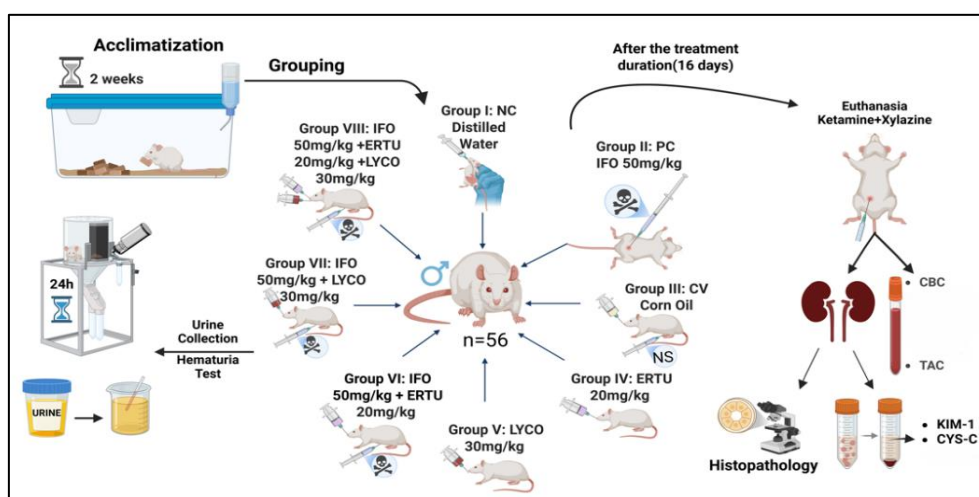 Acclimatization
2 weeks
Grouping
After the treatment
duration(16 days)
Group I: NC
Distilled
Water
Group II: PC
IFO 50mg/kg
Group III: CV
Corn Oil
NS
Group IV: ERTU
20mg/kg
Group V: LYCO
30mg/kg
Group VI: IFO
50mg/kg + ERTU
20mg/kg
Group VII: IFO
50mg/kg + LYCO
30mg/kg
Group VIII: IFO
50mg/kg +ERTU
20mg/kg +LYCO
30mg/kg
n=56
Urine
Collection
Hematuria
Test
24h
URINE
Euthanasia
Ketamine+Xylazine
• CBC
• TAC
Histopathology
• KIM-1
• CYS-C